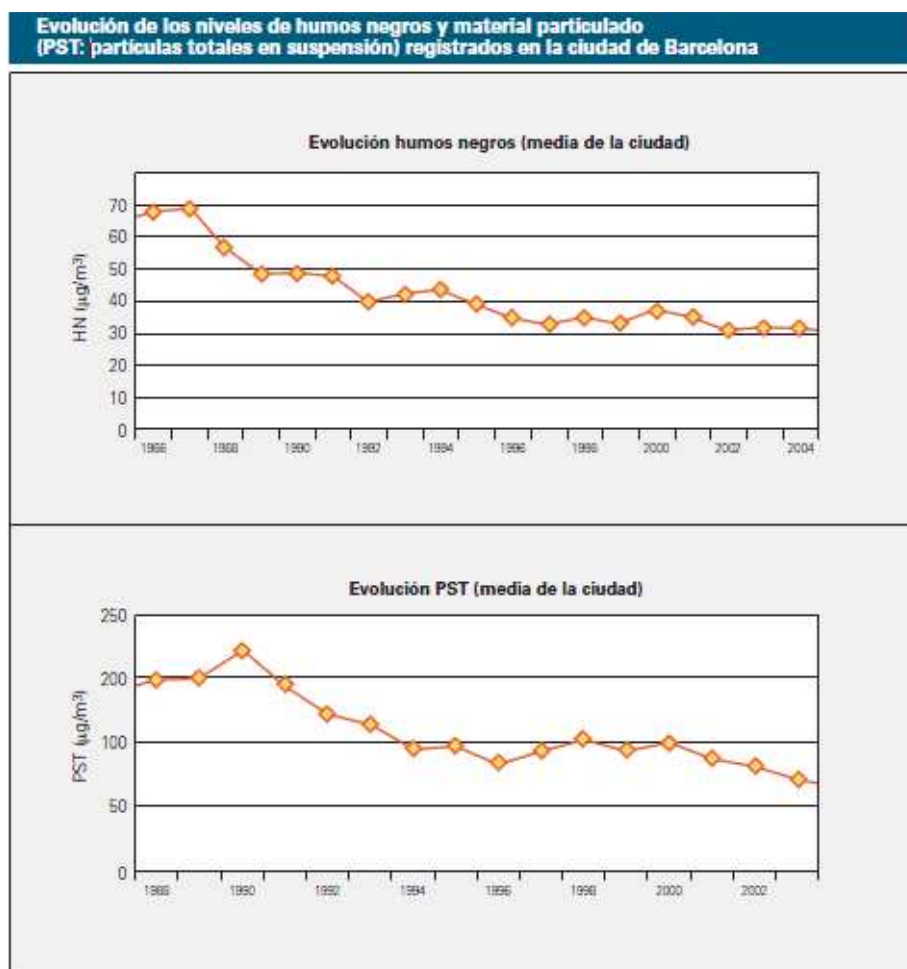 Evolución de los niveles de humos negros y material particulado
(PST: partículas totales en suspensión) registrados en la ciudad de Barcelona
Evolución humos negros (media de la ciudad)
70
60
50
40
30
20
10
0
HN (µg/m³)
1986 1988 1990 1992 1994 1996 1998 2000 2002 2004
Evolución PST (media de la ciudad)
250
200
100
50
0
PST (µg/m³)
1988 1990 1992 1994 1996 1998 2000 2002